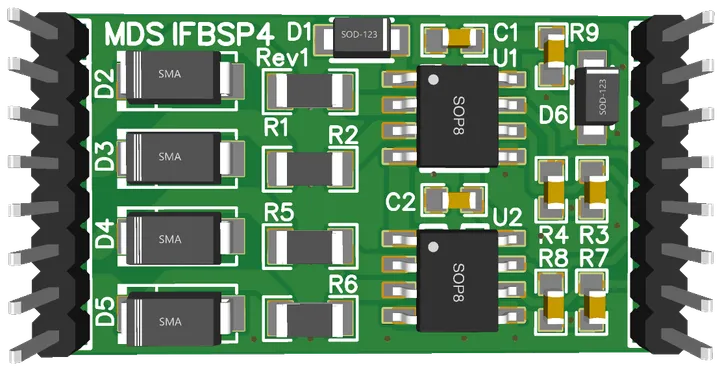 MDS IFBSP4
D1
SOD-123
C1
R9
Rev1
U1
D2
SMA
SOP8
D6
SOD-123
R1
R2
D3
SMA
C2
U2
R5
R4
R3
D4
SMA
R8
R7
SOP8
R6
D5
SMA